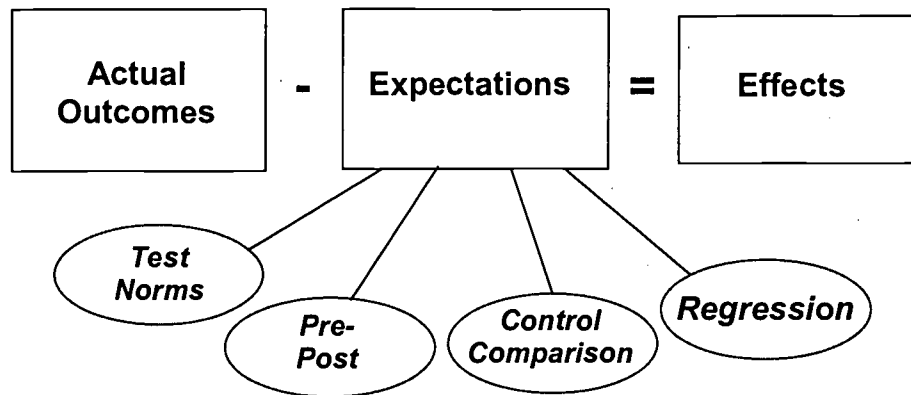 Actual
Outcomes
-
Expectations
=
Effects
Test
Norms
Pre-
Post
Control
Comparison
Regression